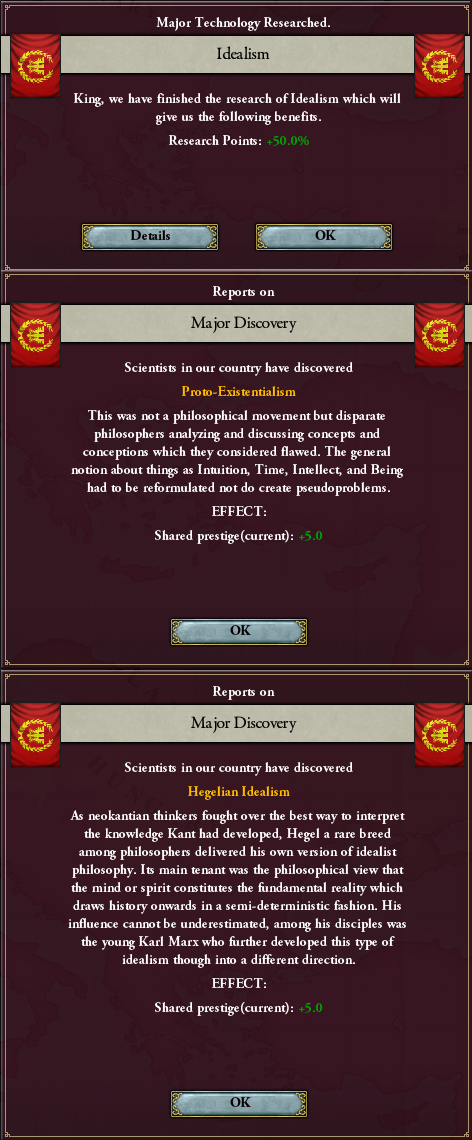 Major Technology Researched.
Idealism
King, we have finished the research of Idealism which will
give us the following benefits.
Research Points: +50.0%
Details
OK
Reports on
Major Discovery
Scientists in our country have discovered
Proto-Existentialism
This was not a philosophical movement but disparate
philosophers analyzing and discussing concepts and
conceptions which they considered flawed. The general
notion about things as Intuition, Time, Intellect, and Being
had to be reformulated not do create pseudoproblems.
EFFECT:
Shared prestige(current): +5.0
OK
Reports on
Major Discovery
Scientists in our country have discovered
Hegelian Idealism
As neokantian thinkers fought over the best way to interpret
the knowledge Kant had developed, Hegel a rare breed
among philosophers delivered his own version of idealist
philosophy. Its main tenant was the philosophical view that
the mind or spirit constitutes the fundamental reality which
draws history onwards in a semi-deterministic fashion. His
influence cannot be underestimated, among his disciples was
the young Karl Marx who further developed this type of
idealism though into a different direction.
EFFECT:
Shared prestige(current): +5.0
OK